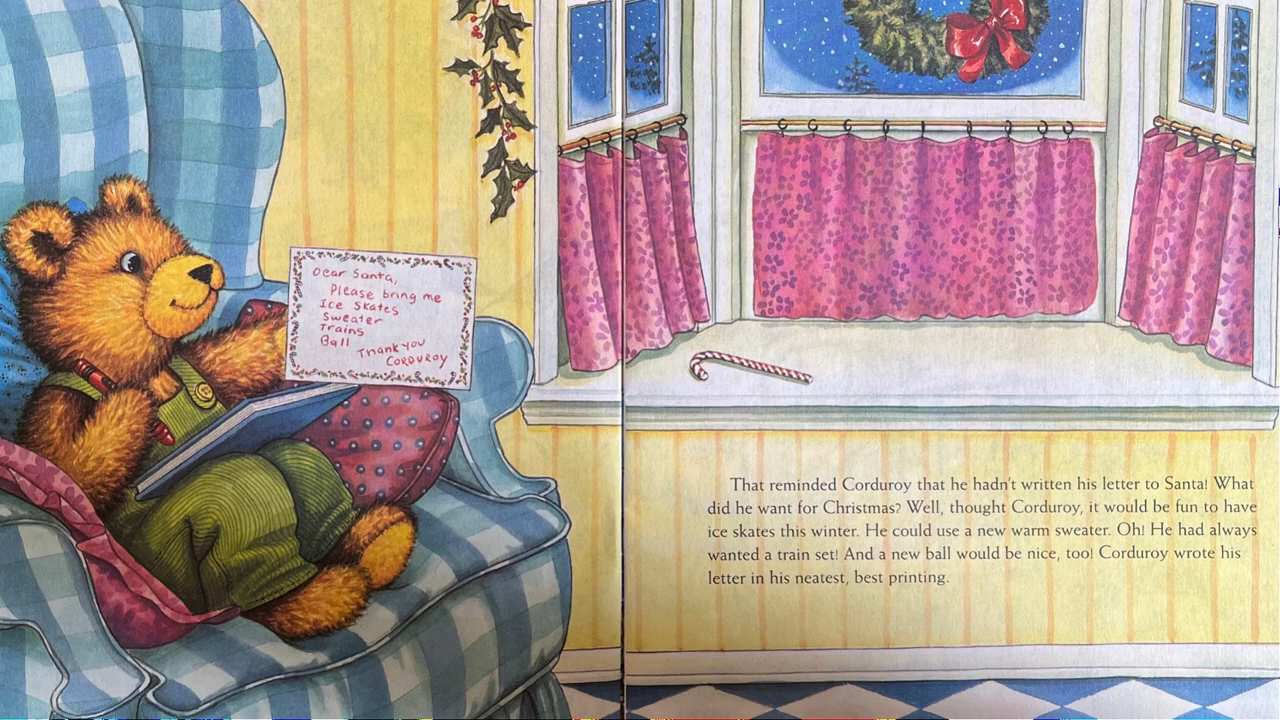 Dear Santa,
Please bring me
Ice Skates
Sweater
Trains
Ball
Thank you
CORDUROY
That reminded Corduroy that he hadn't written his letter to Santa! What
did he want for Christmas? Well, thought Corduroy, it would be fun to have
ice skates this winter. He could use a new warm sweater. Oh! He had always
wanted a train set! And a new ball would be nice, too! Corduroy wrote his
letter in his neatest, best printing.